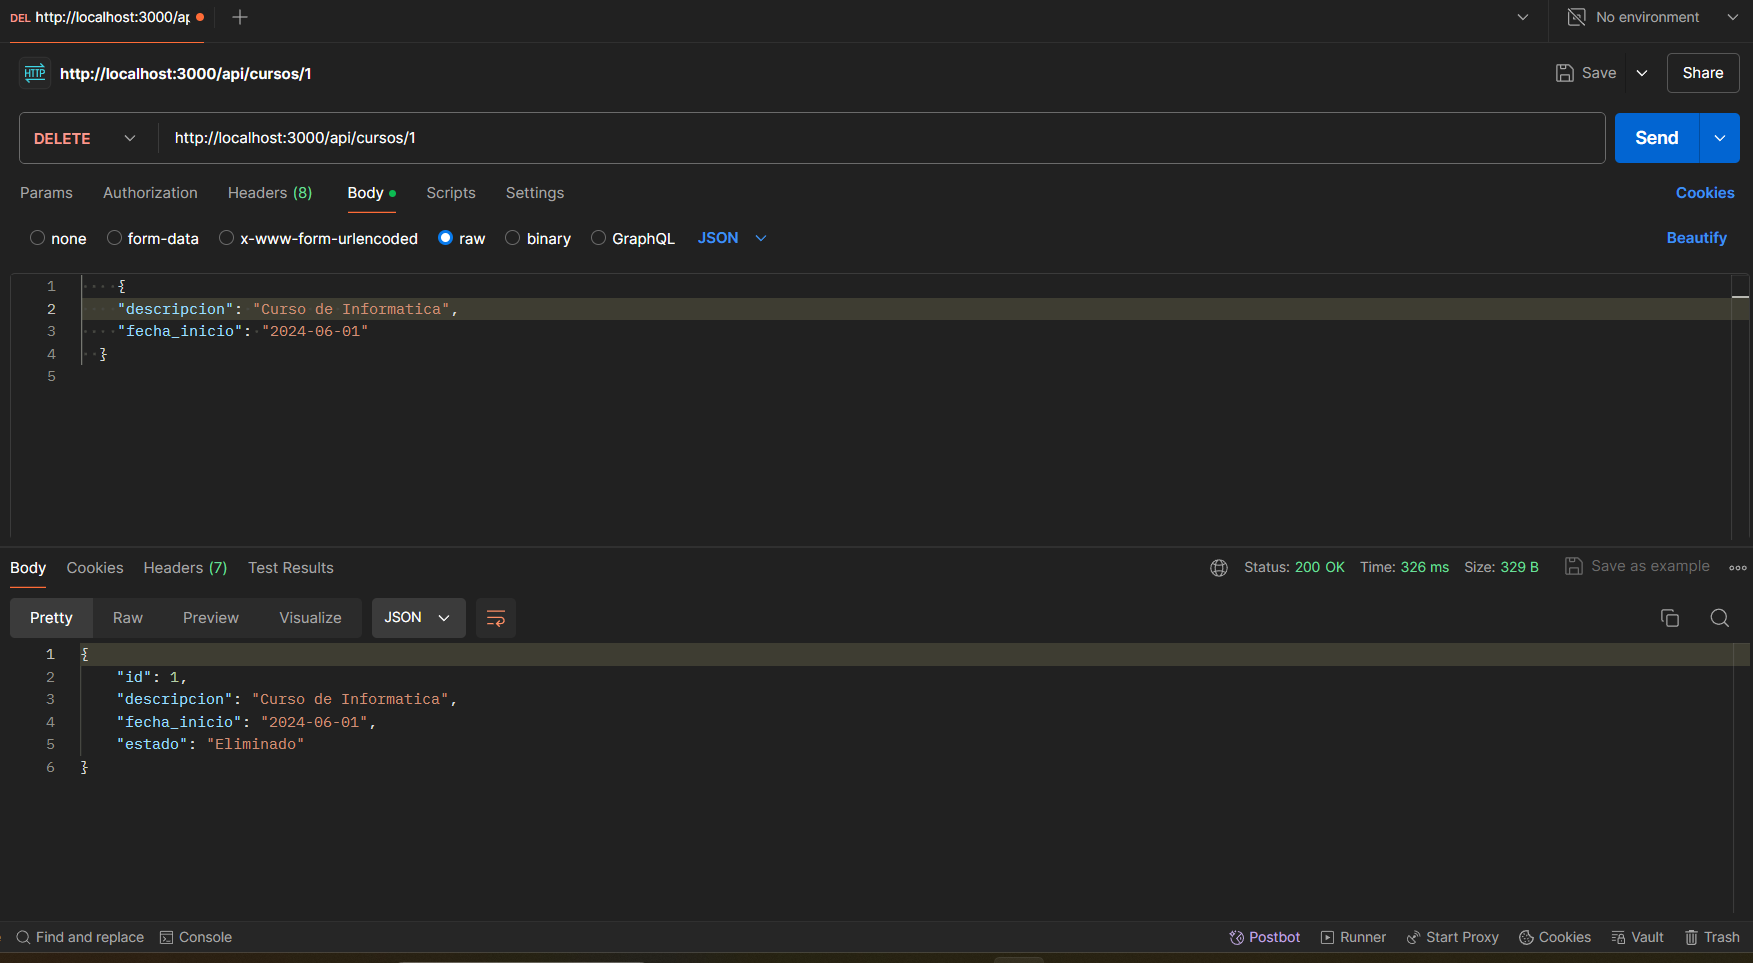 DEL http://localhost:3000/ap
No environment
HTTP http://localhost:3000/api/cursos/1
Save
Share
DELETE http://localhost:3000/api/cursos/1
Send
Params Authorization Headers (8) Body Scripts Settings Cookies
none form-data x-www-form-urlencoded raw binary GraphQL JSON Beautify
1 {
2 "descripcion": "Curso de Informatica",
3 "fecha_inicio": "2024-06-01"
4 }
5
Body Cookies Headers (7) Test Results Status: 200 OK Time: 326 ms Size: 329 B Save as example
Pretty Raw Preview Visualize JSON
1 {
2 "id": 1,
3 "descripcion": "Curso de Informatica",
4 "fecha_inicio": "2024-06-01",
5 "estado": "Eliminado"
6 }
Find and replace Console Postbot Runner Start Proxy Cookies Vault Trash